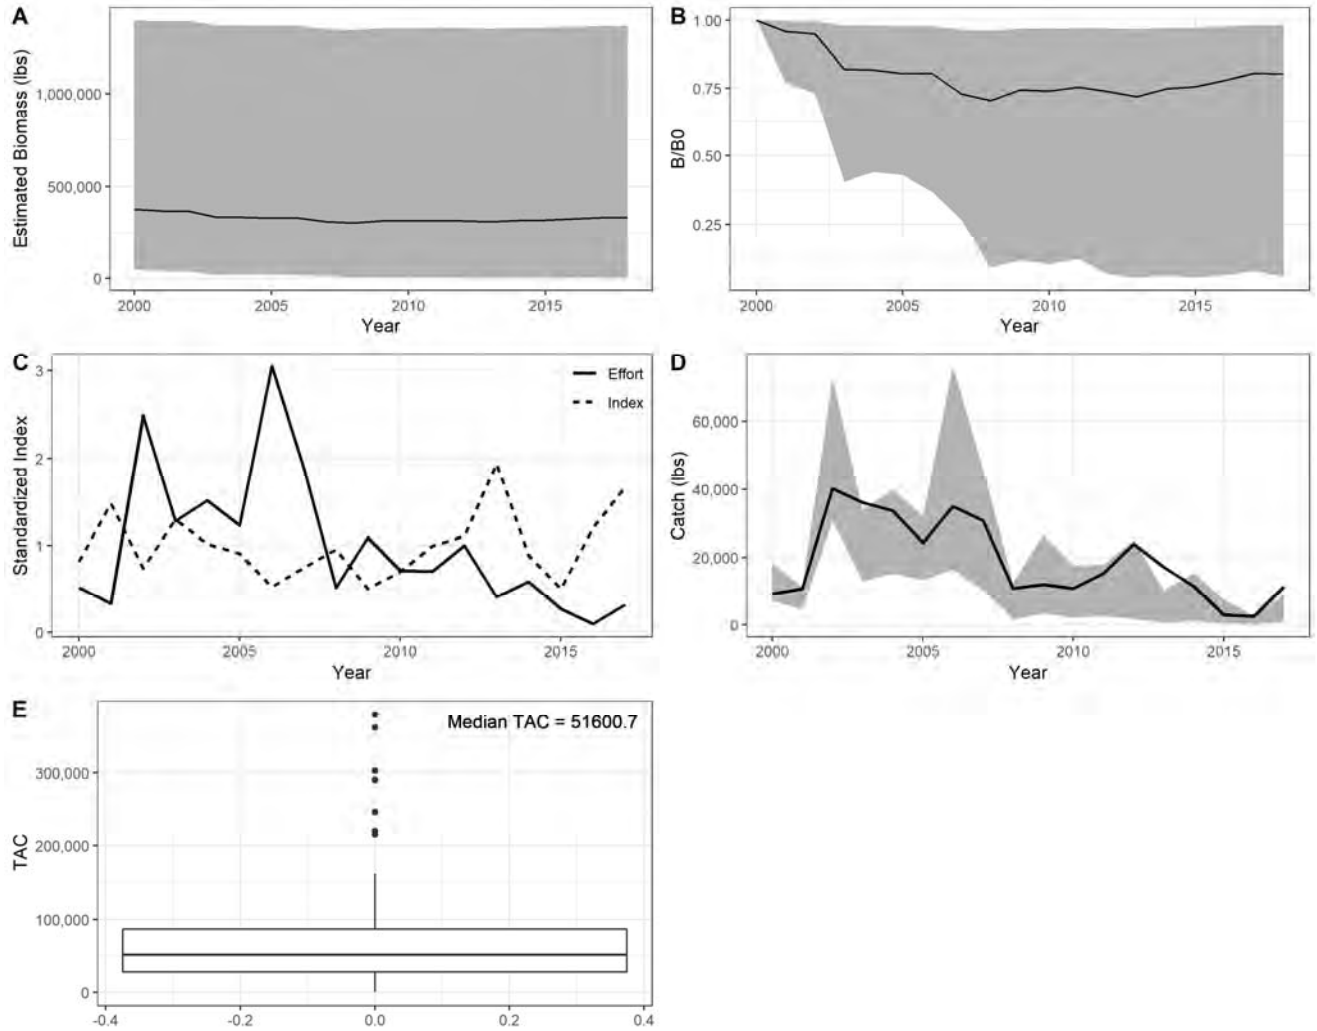 A
Estimated Biomass (lbs)
1,000,000
500,000
0
2000 2005 2010 2015
Year
B
B/B0
1.00
0.75
0.50
0.25
2000 2005 2010 2015
Year
C
Standardized Index
3
2
1
0
Effort
Index
2000 2005 2010 2015
Year
D
Catch (lbs)
60,000
40,000
20,000
0
2000 2005 2010 2015
Year
E
Median TAC = 51600.7
TAC
300,000
200,000
100,000
0
-0.4 -0.2 0.0 0.2 0.4